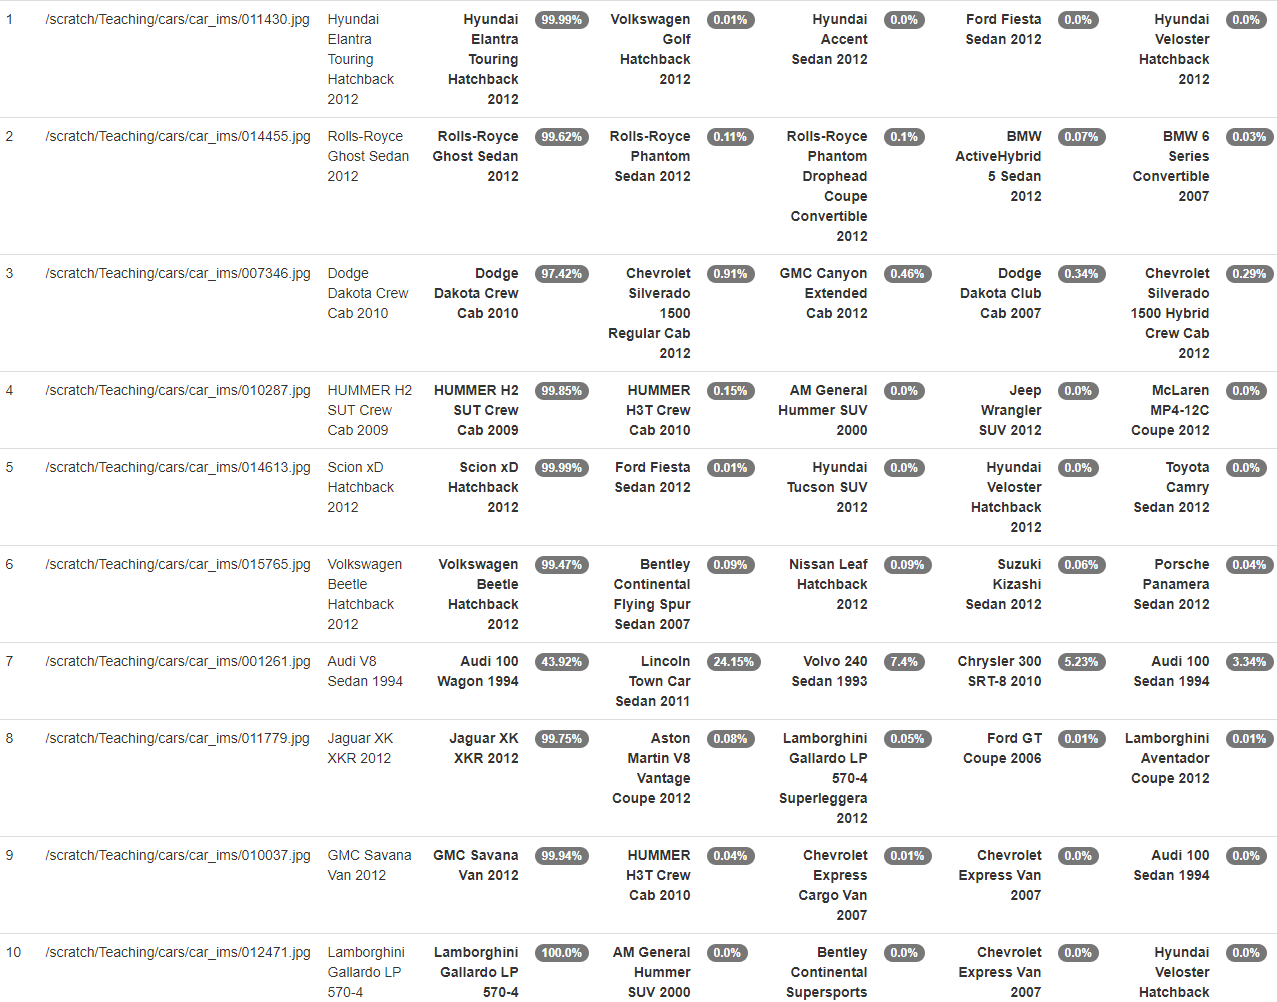 1 /scratch/Teaching/cars/car_ims/011430.jpg Hyundai Hyundai 99.99% Volkswagen 0.01% Hyundai 0.0% Ford Fiesta 0.0% Hyundai 0.0%
Elantra Elantra Golf Accent Sedan 2012 Veloster
Touring Touring Hatchback Sedan 2012 Hatchback
Hatchback Hatchback 2012 2012
2012 2012
2 /scratch/Teaching/cars/car_ims/014455.jpg Rolls-Royce Rolls-Royce 99.62% Rolls-Royce 0.11% Rolls-Royce 0.1% BMW 0.07% BMW 6 0.03%
Ghost Sedan Ghost Sedan Phantom Phantom ActiveHybrid Series
2012 2012 Sedan 2012 Drophead 5 Sedan Convertible
Coupe 2012 2007
Convertible
2012
3 /scratch/Teaching/cars/car_ims/007346.jpg Dodge Dodge 97.42% Chevrolet 0.91% GMC Canyon 0.46% Dodge 0.34% Chevrolet 0.29%
Dakota Crew Dakota Crew Silverado Extended Dakota Club Silverado
Cab 2010 Cab 2010 1500 Cab 2012 Cab 2007 1500 Hybrid
Regular Cab Crew Cab
2012 2012
4 /scratch/Teaching/cars/car_ims/010287.jpg HUMMER H2 HUMMER H2 99.85% HUMMER 0.15% AM General 0.0% Jeep 0.0% McLaren 0.0%
SUT Crew SUT Crew H3T Crew Hummer SUV Wrangler MP4-12C
Cab 2009 Cab 2009 Cab 2010 2000 SUV 2012 Coupe 2012
5 /scratch/Teaching/cars/car_ims/014613.jpg Scion xD Scion xD 99.99% Ford Fiesta 0.01% Hyundai 0.0% Hyundai 0.0% Toyota 0.0%
Hatchback Hatchback Sedan 2012 Tucson SUV Veloster Camry
2012 2012 2012 Hatchback Sedan 2012
2012
6 /scratch/Teaching/cars/car_ims/015765.jpg Volkswagen Volkswagen 99.47% Bentley 0.09% Nissan Leaf 0.09% Suzuki 0.06% Porsche 0.04%
Beetle Beetle Continental Hatchback Kizashi Panamera
Hatchback Hatchback Flying Spur 2012 Sedan 2012 Sedan 2012
2012 2012 Sedan 2007
7 /scratch/Teaching/cars/car_ims/001261.jpg Audi V8 Audi 100 43.92% Lincoln 24.15% Volvo 240 7.4% Chrysler 300 5.23% Audi 100 3.34%
Sedan 1994 Wagon 1994 Town Car Sedan 1993 SRT-8 2010 Sedan 1994
Sedan 2011
8 /scratch/Teaching/cars/car_ims/011779.jpg Jaguar XK Jaguar XK 99.75% Aston 0.08% Lamborghini 0.05% Ford GT 0.01% Lamborghini 0.01%
XKR 2012 XKR 2012 Martin V8 Gallardo LP Coupe 2006 Aventador
Vantage 570-4 Coupe 2012
Coupe 2012 Superleggera
2012
9 /scratch/Teaching/cars/car_ims/010037.jpg GMC Savana GMC Savana 99.94% HUMMER 0.04% Chevrolet 0.01% Chevrolet 0.0% Audi 100 0.0%
Van 2012 Van 2012 H3T Crew Express Express Van Sedan 1994
Cab 2010 Cargo Van 2007
2007
10 /scratch/Teaching/cars/car_ims/012471.jpg Lamborghini Lamborghini 100.0% AM General 0.0% Bentley 0.0% Chevrolet 0.0% Hyundai 0.0%
Gallardo LP Gallardo LP Hummer Continental Express Van Veloster
570-4 570-4 SUV 2000 Supersports 2007 Hatchback